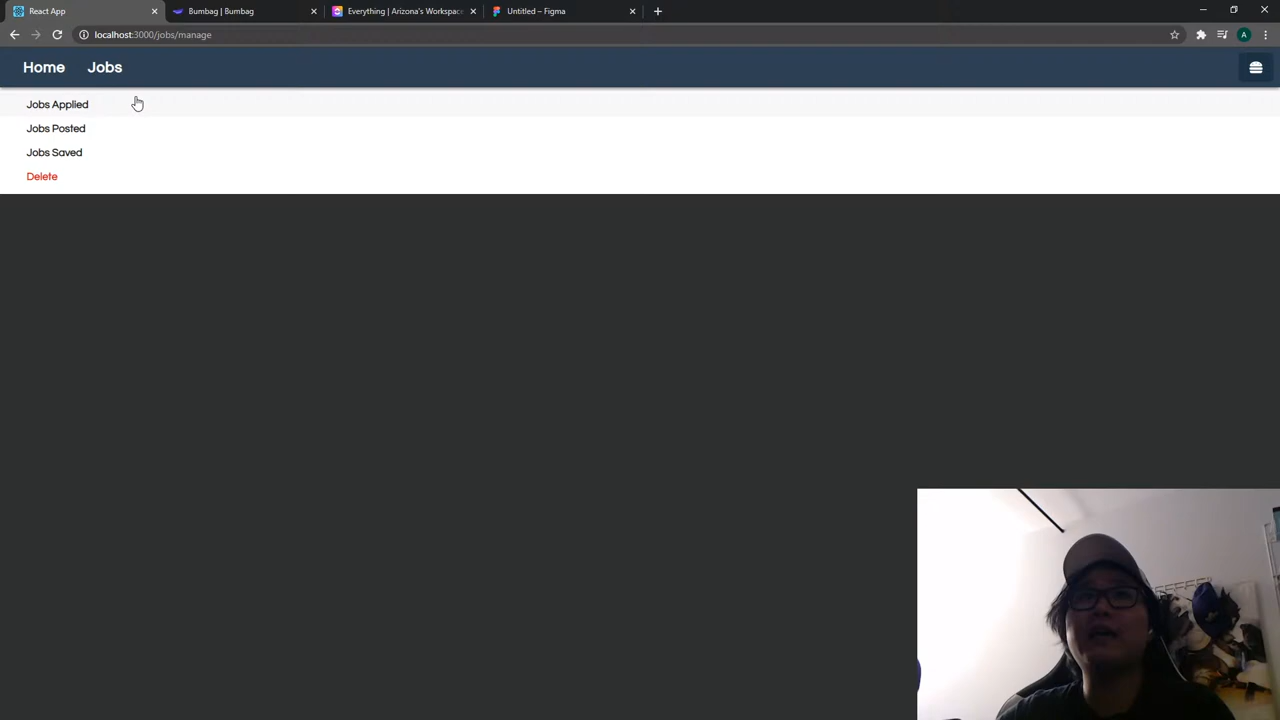 React App
Bumbag | Bumbag
Everything | Arizona's Workspac
Untitled – Figma
localhost:3000/jobs/manage
A
Home Jobs
Jobs Applied
Jobs Posted
Jobs Saved
Delete